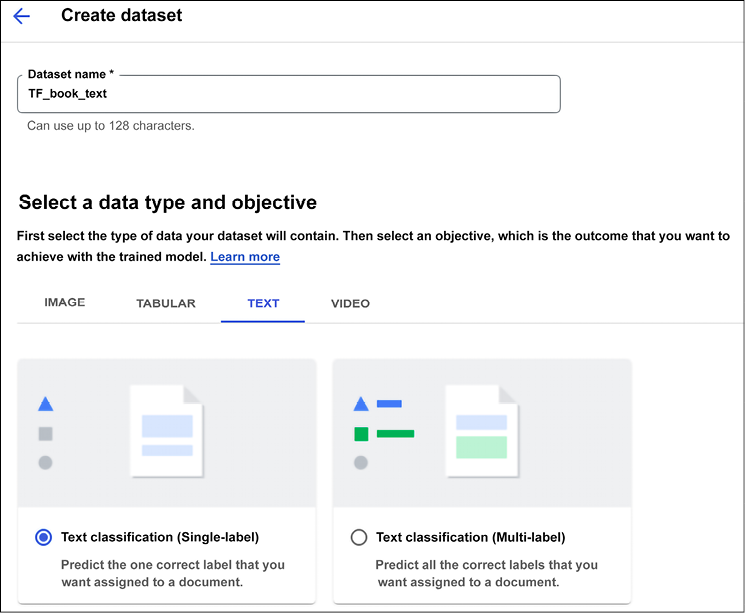 Create dataset
Dataset name *
TF_book_text
Can use up to 128 characters.
Select a data type and objective
First select the type of data your dataset will contain. Then select an objective, which is the outcome that you want to
achieve with the trained model. Learn more
IMAGE TABULAR TEXT VIDEO
Text classification (Single-label)
Predict the one correct label that you
want assigned to a document.
Text classification (Multi-label)
Predict all the correct labels that you
want assigned to a document.